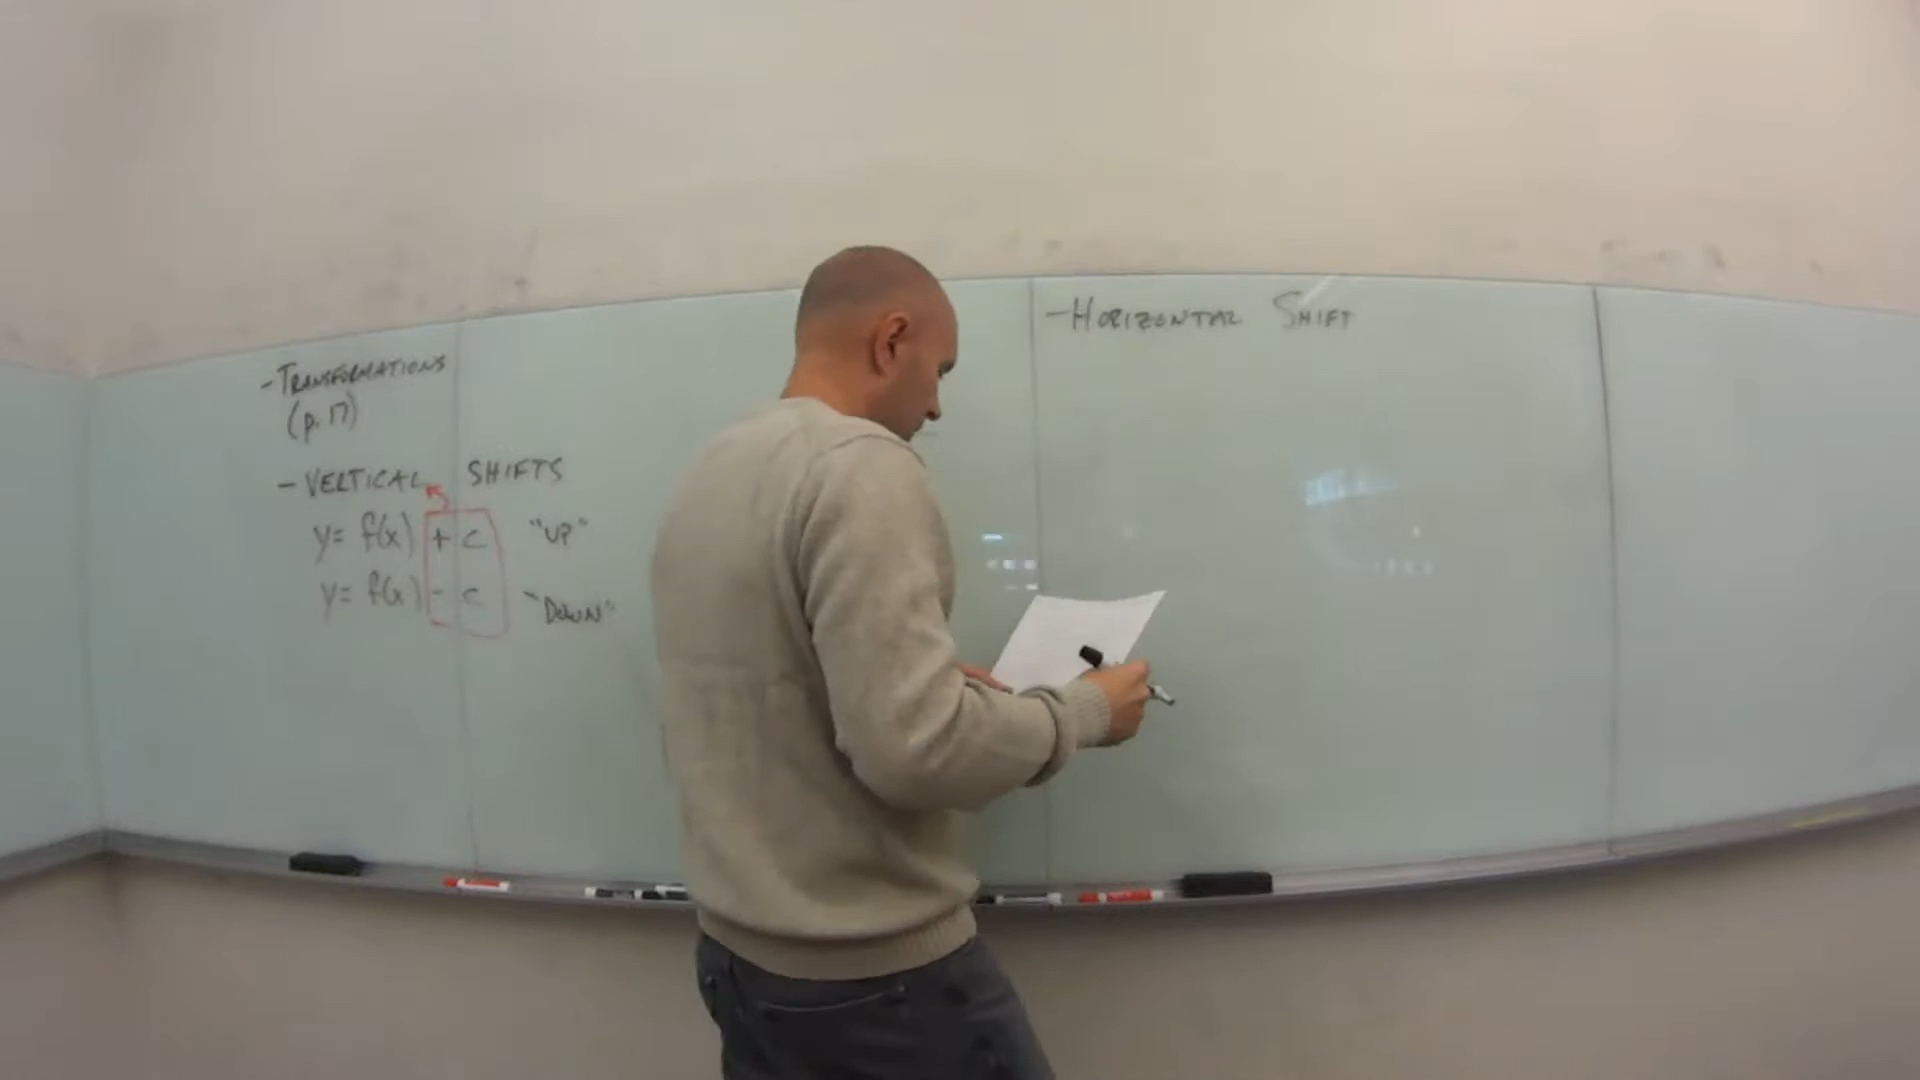 - TRANSFORMATIONS
(p. 17)
- VERTICAL SHIFTS
y= f(x) + c "UP"
y= f(x) - c "DOWN"
- HORIZONTAL SHIFT